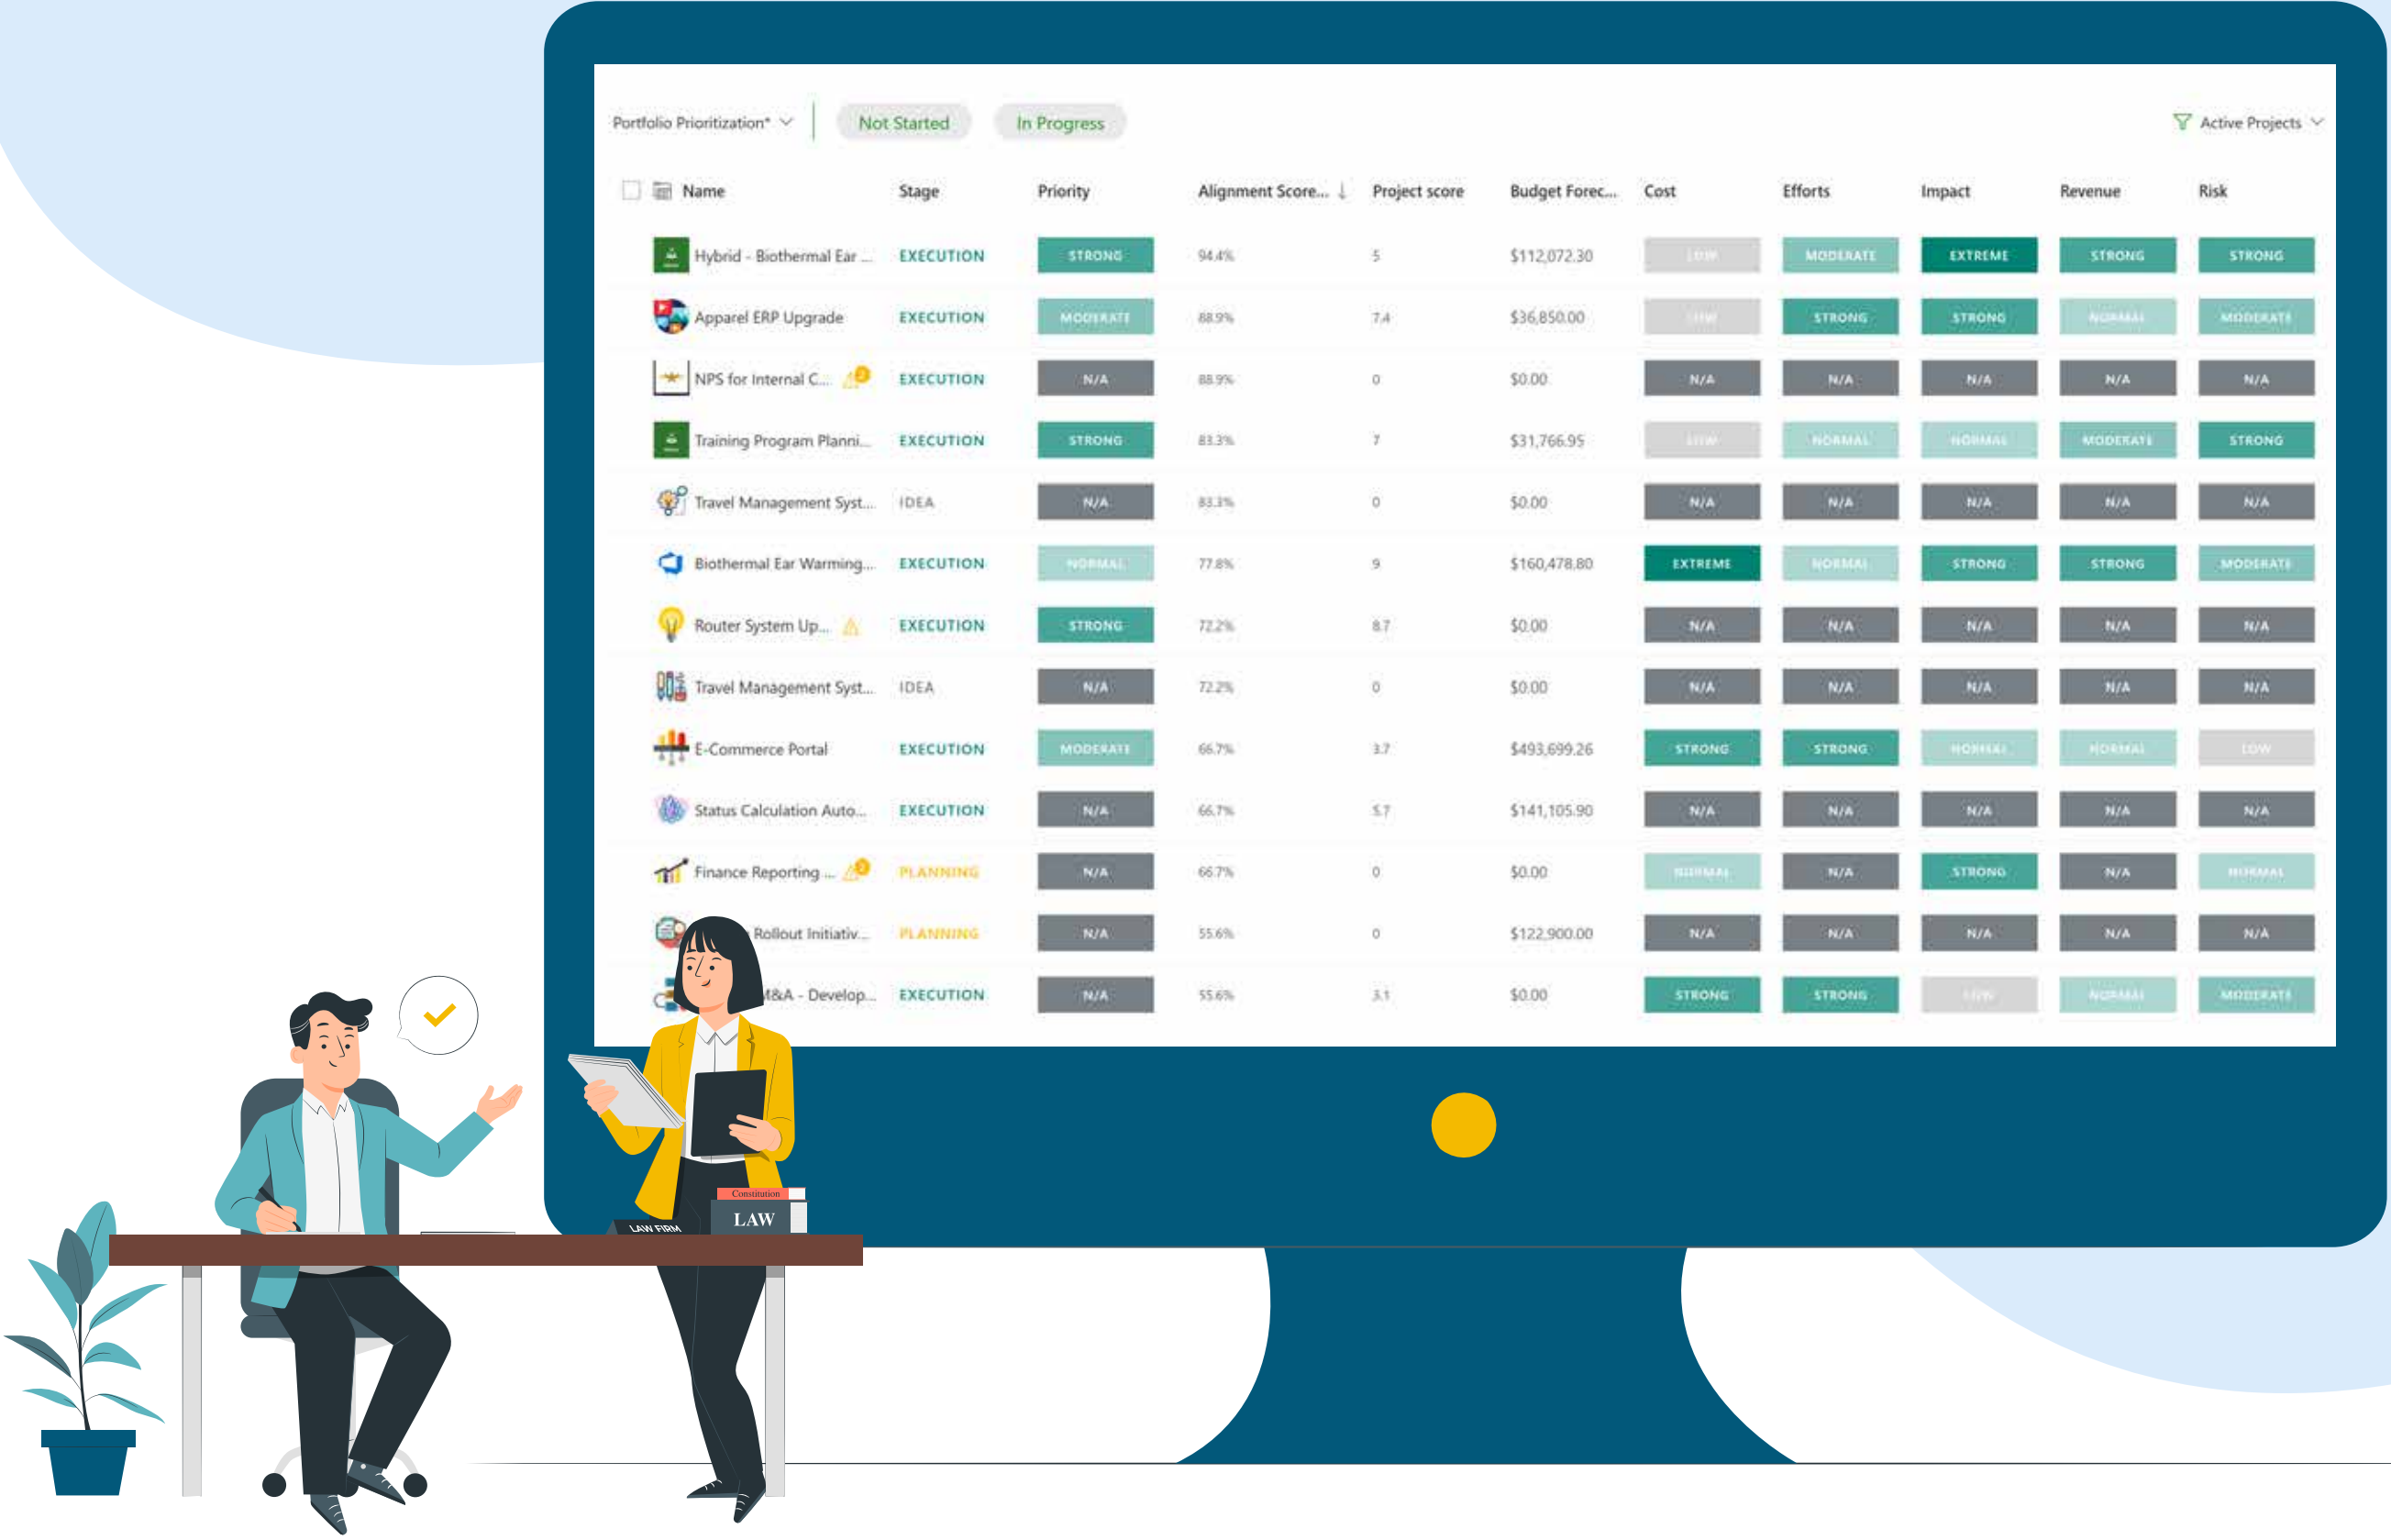 Portfolio Prioritization* Not Started In Progress Active Projects
Name Stage Priority Alignment Score... ↓ Project score Budget Forec... Cost Efforts Impact Revenue Risk
Hybrid - Biothermal Ear ... EXECUTION STRONG 94.4% 5 $112,072.30 LOW MODERATE EXTREME STRONG STRONG
Apparel ERP Upgrade EXECUTION MODERATE 88.9% 7.4 $36,850.00 LOW STRONG STRONG NORMAL MODERATE
NPS for Internal C... 2 EXECUTION N/A 88.9% 0 $0.00 N/A N/A N/A N/A N/A
Training Program Planni... EXECUTION STRONG 83.3% 7 $31,766.95 LOW NORMAL NORMAL MODERATE STRONG
Travel Management Syst... IDEA N/A 83.3% 0 $0.00 N/A N/A N/A N/A N/A
Biothermal Ear Warming... EXECUTION NORMAL 77.8% 9 $160,478.80 EXTREME NORMAL STRONG STRONG MODERATE
Router System Up... EXECUTION STRONG 72.2% 8.7 $0.00 N/A N/A N/A N/A N/A
Travel Management Syst... IDEA N/A 72.2% 0 $0.00 N/A N/A N/A N/A N/A
E-Commerce Portal EXECUTION MODERATE 66.7% 3.7 $493,699.26 STRONG STRONG NORMAL NORMAL LOW
Status Calculation Auto... EXECUTION N/A 66.7% 5.7 $141,105.90 N/A N/A N/A N/A N/A
Finance Reporting ... PLANNING N/A 66.7% 0 $0.00 NORMAL N/A STRONG N/A NORMAL
Rollout Initiativ... PLANNING N/A 55.6% 0 $122,900.00 N/A N/A N/A N/A N/A
M&A - Develop... EXECUTION N/A 55.6% 3.1 $0.00 STRONG STRONG LOW NORMAL MODERATE
Constitution
LAW
LAW FIRM